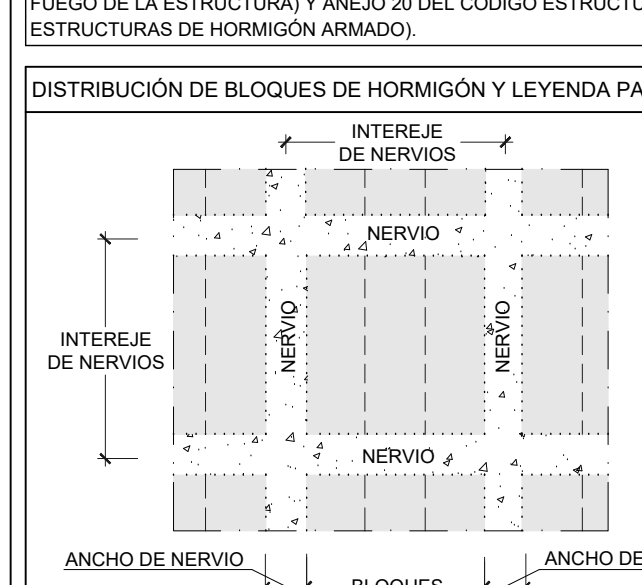 FUEGO DE LA ESTRUCTURA) Y ANEJO 20 DEL CÓDIGO ESTRUCTU
ESTRUCTURAS DE HORMIGÓN ARMADO).
DISTRIBUCIÓN DE BLOQUES DE HORMIGÓN Y LEYENDA PA
INTEREJE
DE NERVIOS
NERVIO
INTEREJE
DE NERVIOS
NERVIO
NERVIO
NERVIO
ANCHO DE NERVIO
BLOQUES
ANCHO DE